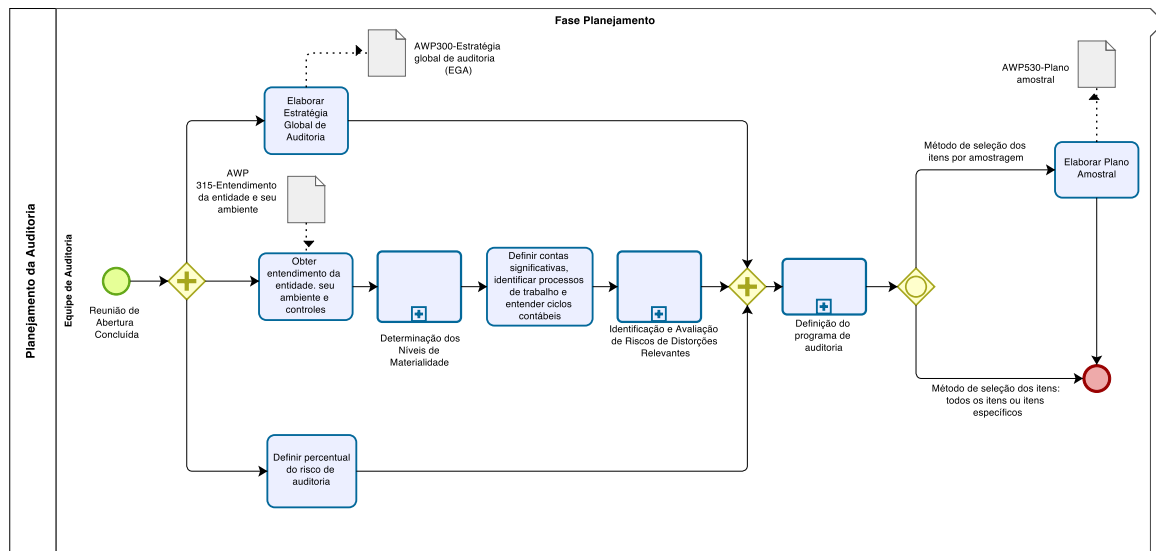 Fase Planejamento
Planejamento da Auditoria
Equipe de Auditoria
AWP300-Estratégia
global de auditoria
(EGA)
AWP530-Plano
amostral
Elaborar
Estratégia
Global de
Auditoria
Método de seleção dos
itens por amostragem
Elaborar Plano
Amostral
AWP
315-Entendimento
da entidade e seu
ambiente
Reunião de
Abertura
Concluída
Obter
entendimento da
entidade. seu
ambiente e
controles
Determinação dos
Níveis de
Materialidade
Definir contas
significativas,
identificar processos
de trabalho e
entender ciclos
contábeis
Identificação e Avaliação
de Riscos de Distorções
Relevantes
Definição do
programa de
auditoria
Método de seleção dos itens:
todos os itens ou itens
específicos
Definir percentual
do risco de
auditoria